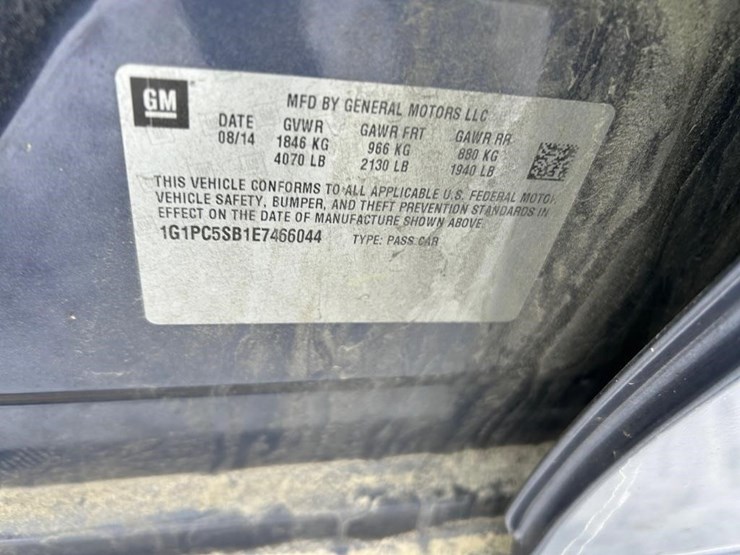 GM
MFD BY GENERAL MOTORS LLC
DATE GVWR GAWR FRT GAWR RR
08/14 1846 KG 966 KG 880 KG
4070 LB 2130 LB 1940 LB
THIS VEHICLE CONFORMS TO ALL APPLICABLE U.S. FEDERAL MOTOR
VEHICLE SAFETY, BUMPER, AND THEFT PREVENTION STANDARDS IN
EFFECT ON THE DATE OF MANUFACTURE SHOWN ABOVE
1G1PC5SB1E7466044 TYPE: PASS CAR